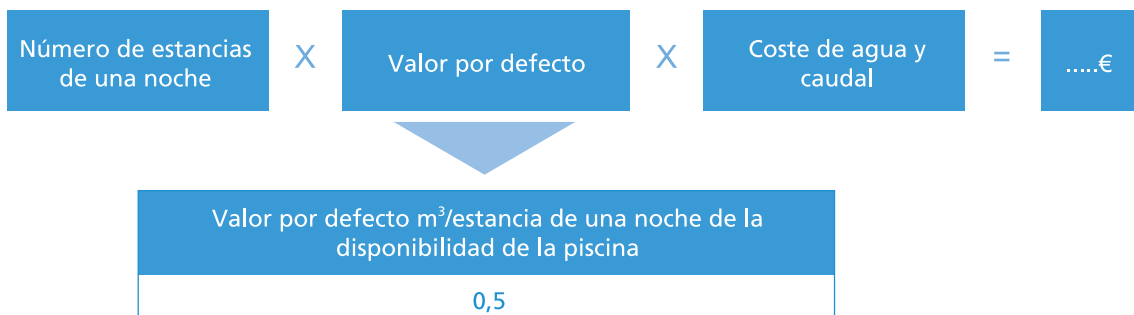 Número de estancias
de una noche
X
Valor por defecto
X
Coste de agua y
caudal
=
.....€
Valor por defecto m³/estancia de una noche de la
disponibilidad de la piscina
0,5